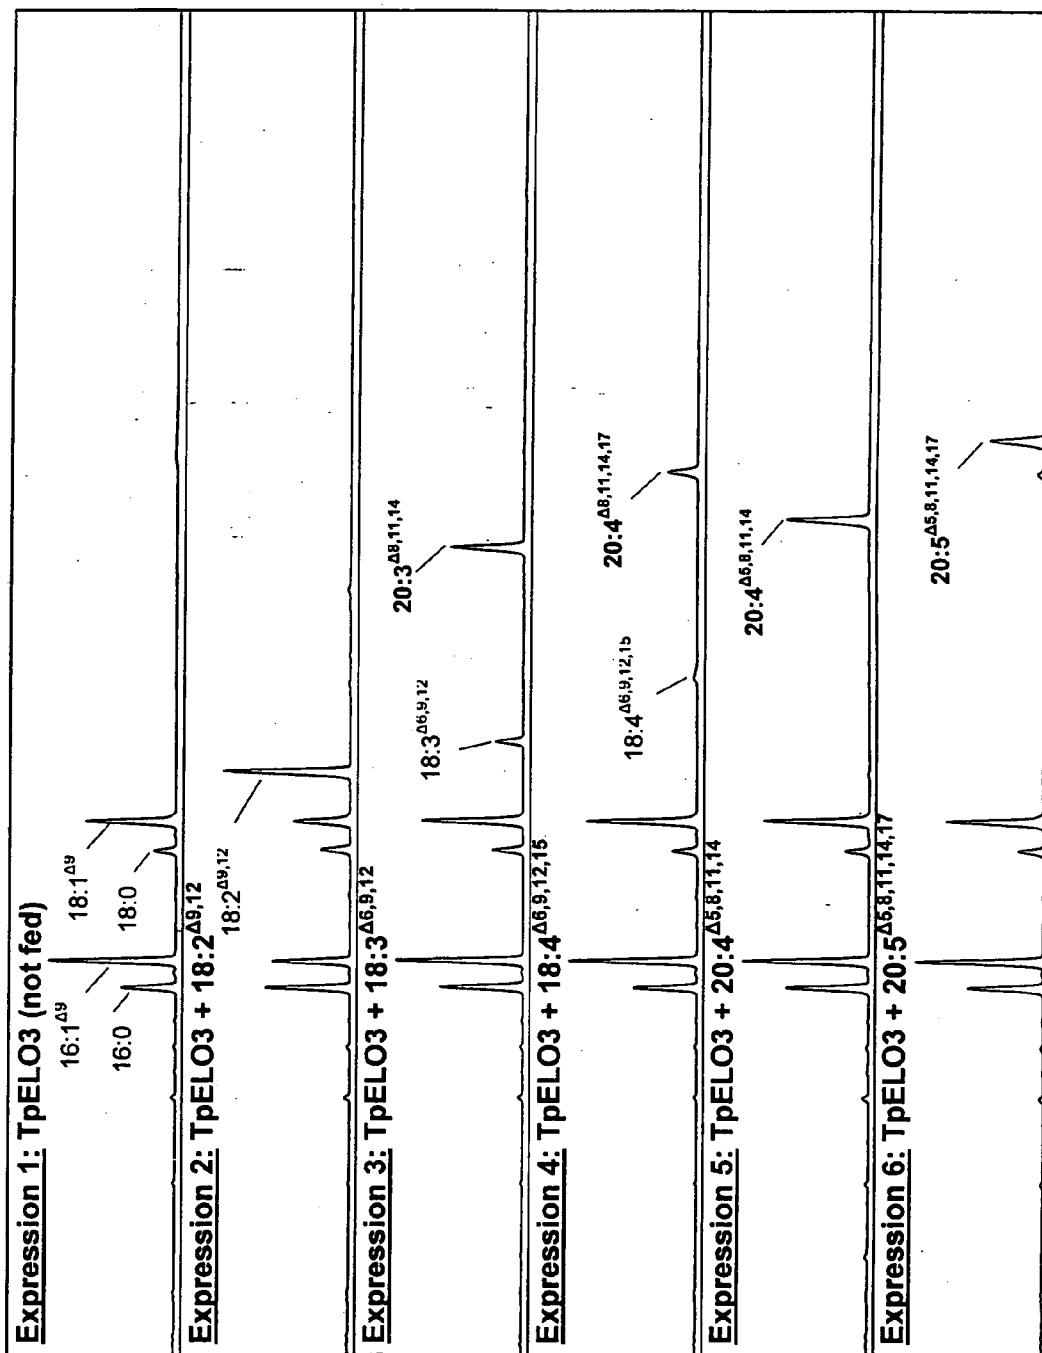 Expression 1: TpELO3 (not fed)
16:1Δ9
16:0
18:1Δ9
18:0
Expression 2: TpELO3 + 18:2Δ9,12
18:2Δ9,12
Expression 3: TpELO3 + 18:3Δ6,9,12
18:3Δ6,9,12
20:3Δ8,11,14
Expression 4: TpELO3 + 18:4Δ6,9,12,15
18:4Δ6,9,12,15
20:4Δ8,11,14,17
Expression 5: TpELO3 + 20:4Δ5,8,11,14
20:4Δ5,8,11,14
Expression 6: TpELO3 + 20:5Δ5,8,11,14,17
20:5Δ5,8,11,14,17